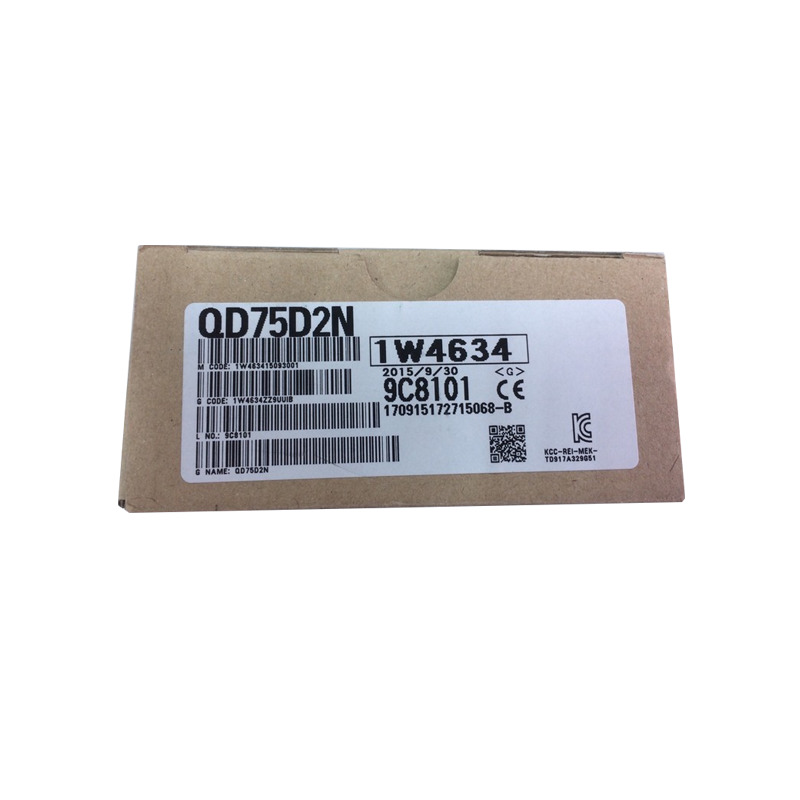 QD75D2N
1W4634
M CODE: 1W463415093001
2015/9/30 <G>
9C8101 CE
G CODE: 1W4634ZZ9UUIB
170915172715068-B
L NO.: 9C8101
KCC-REI-MEK-
TD917A329G51
G NAME: QD75D2N